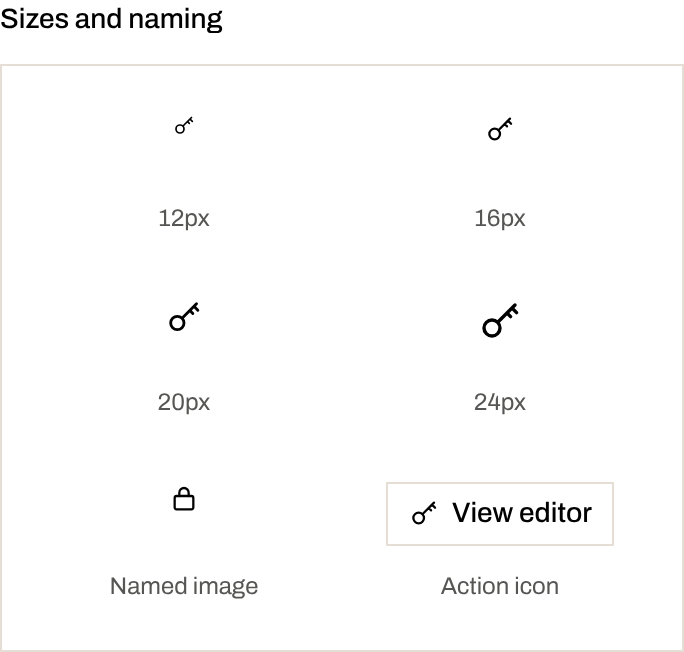 Sizes and naming
12px
16px
20px
24px
View editor
Named image
Action icon